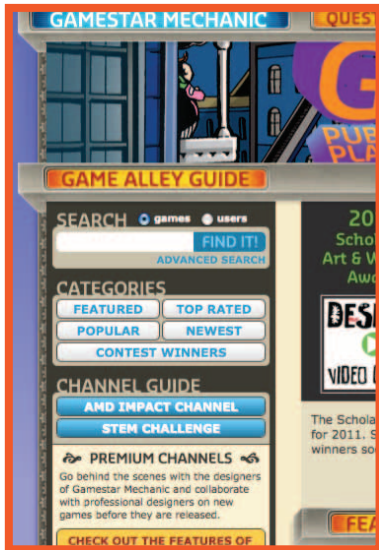 GAMESTAR MECHANIC
QUEST
G
PUB
PLA
GAME ALLEY GUIDE
SEARCH games users
FIND IT!
ADVANCED SEARCH
CATEGORIES
FEATURED TOP RATED
POPULAR NEWEST
CONTEST WINNERS
CHANNEL GUIDE
AMD IMPACT CHANNEL
STEM CHALLENGE
PREMIUM CHANNELS
Go behind the scenes with the designers
of Gamestar Mechanic and collaborate
with professional designers on new
games before they are released.
CHECK OUT THE FEATURES OF
20
Schol
Art & W
Awa
DESI
VIDEO
The Schola
for 2011. S
winners so
FEA